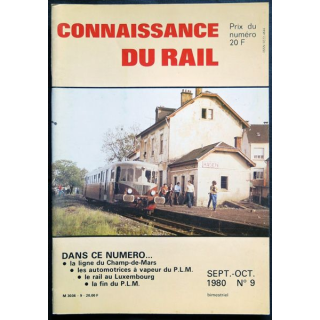 CONNAISSANCE
DU RAIL
Prix du
numéro
20 F
DANS CE NUMERO...
• la ligne du Champ-de-Mars
• les automotrices à vapeur du P.L.M.
• le rail au Luxembourg
• la fin du P.L.M.
SEPT.-OCT.
1980 N° 9
bimestriel